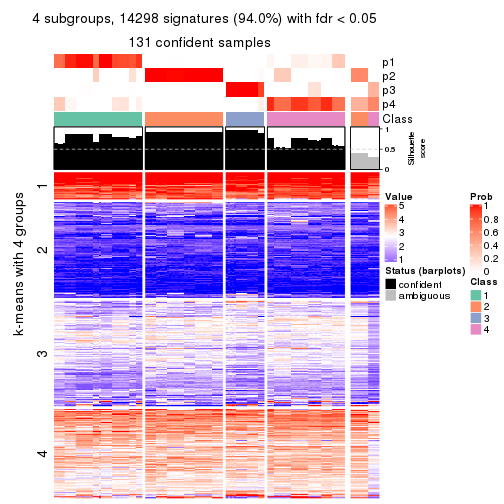 4 subgroups, 14298 signatures (94.0%) with fdr < 0.05
131 confident samples
p1
p2
p3
p4
Class
1
0.5
0
Silhouette
score
k-means with 4 groups
1
2
3
4
Value
5
4
3
2
1
Status (barplots)
confident
ambiguous
Prob
1
0.8
0.6
0.4
0.2
0
Class
1
2
3
4